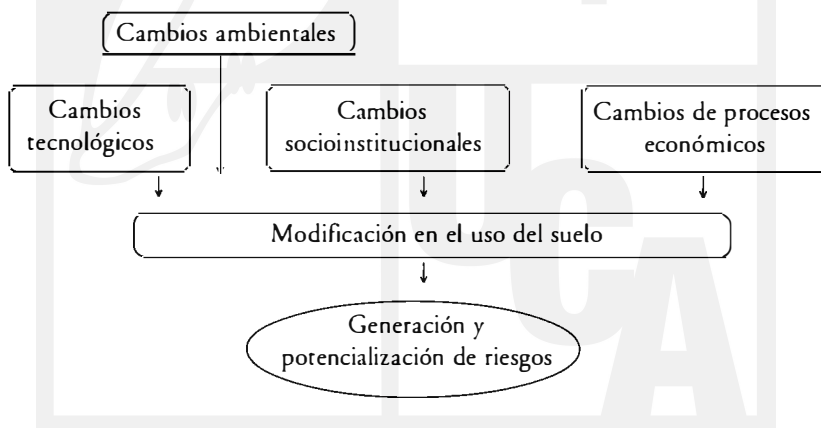 Cambios ambientales
Cambios
tecnológicos
Cambios
socioinstitucionales
Cambios de procesos
económicos
Modificación en el uso del suelo
Generación y
potencialización de riesgos
UCA